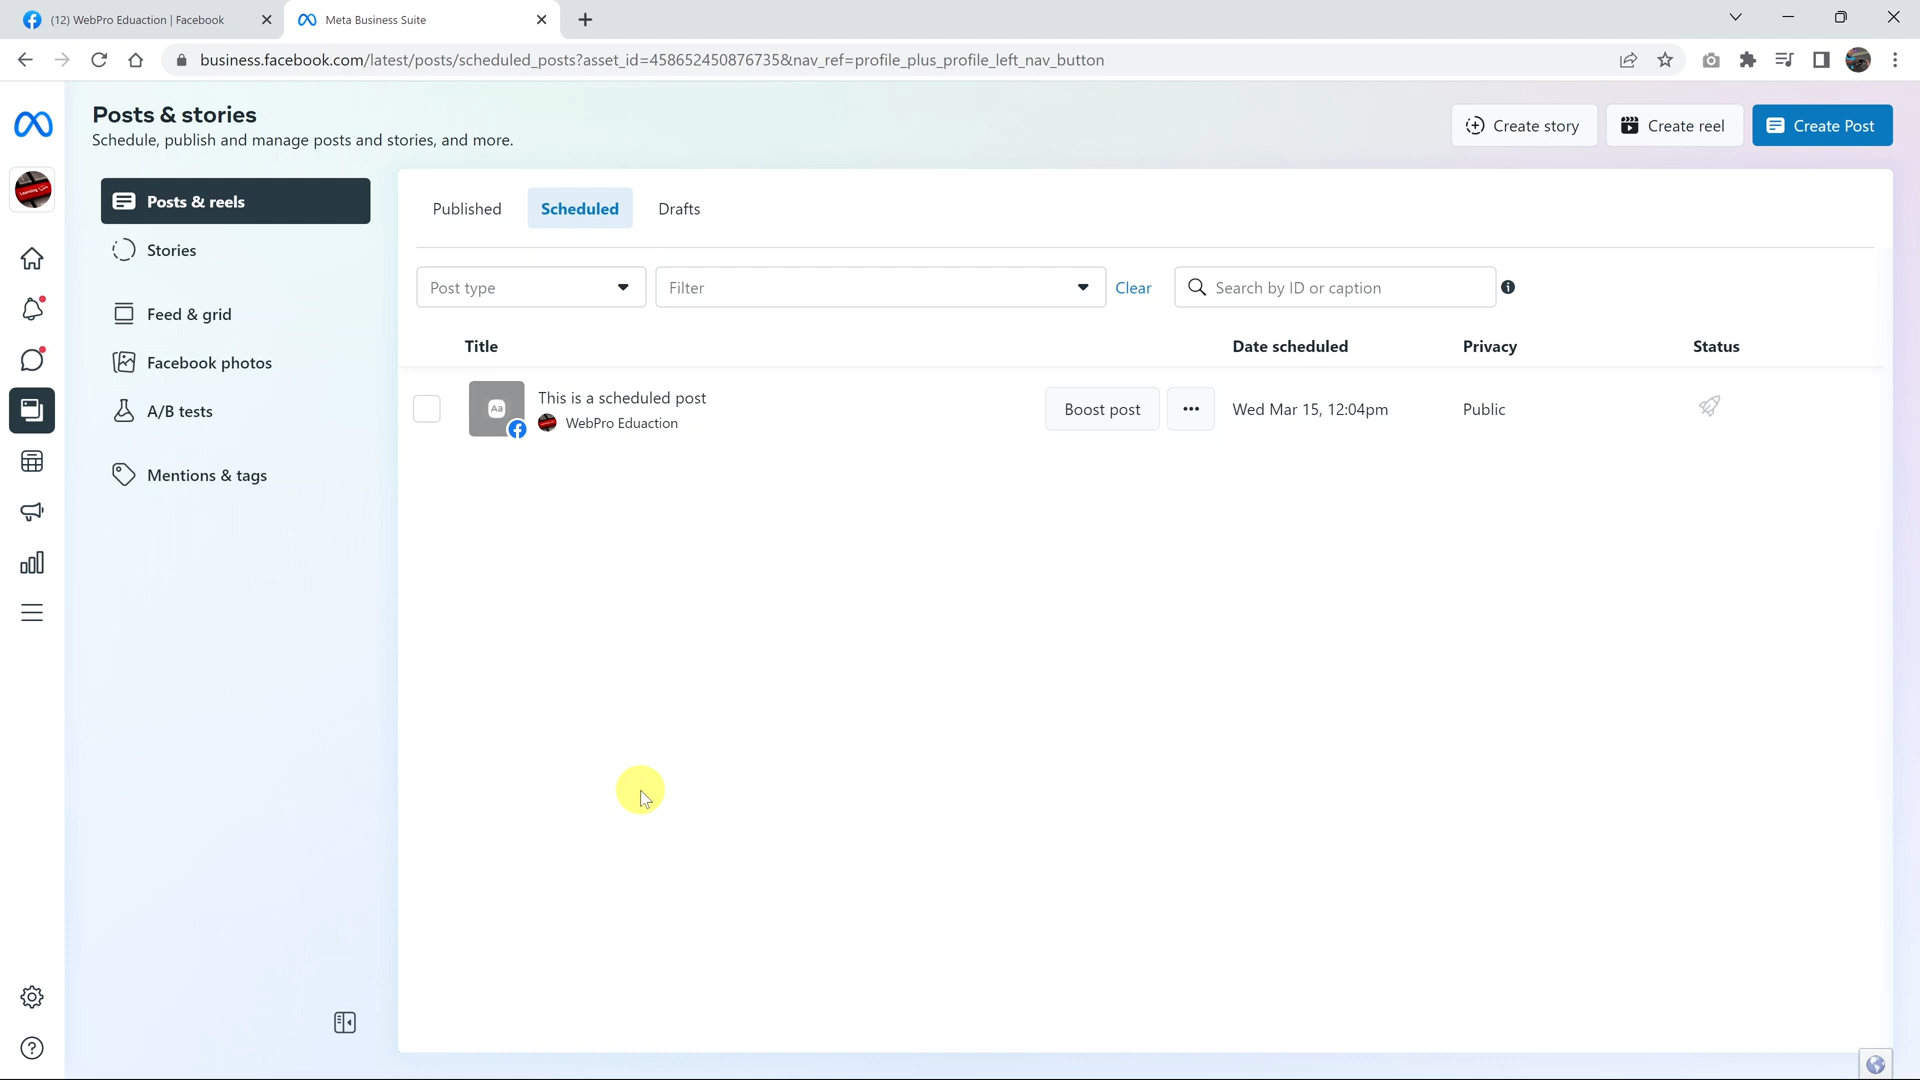 (12) WebPro Eduaction | Facebook
Meta Business Suite
business.facebook.com/latest/posts/scheduled_posts?asset_id=458652450876735&nav_ref=profile_plus_profile_left_nav_button
Posts & stories
Schedule, publish and manage posts and stories, and more.
Create story
Create reel
Create Post
Posts & reels
Stories
Feed & grid
Facebook photos
A/B tests
Mentions & tags
Published
Scheduled
Drafts
Post type
Filter
Clear
Search by ID or caption
Title
Date scheduled
Privacy
Status
Aa
This is a scheduled post
WebPro Eduaction
Boost post
Wed Mar 15, 12:04pm
Public